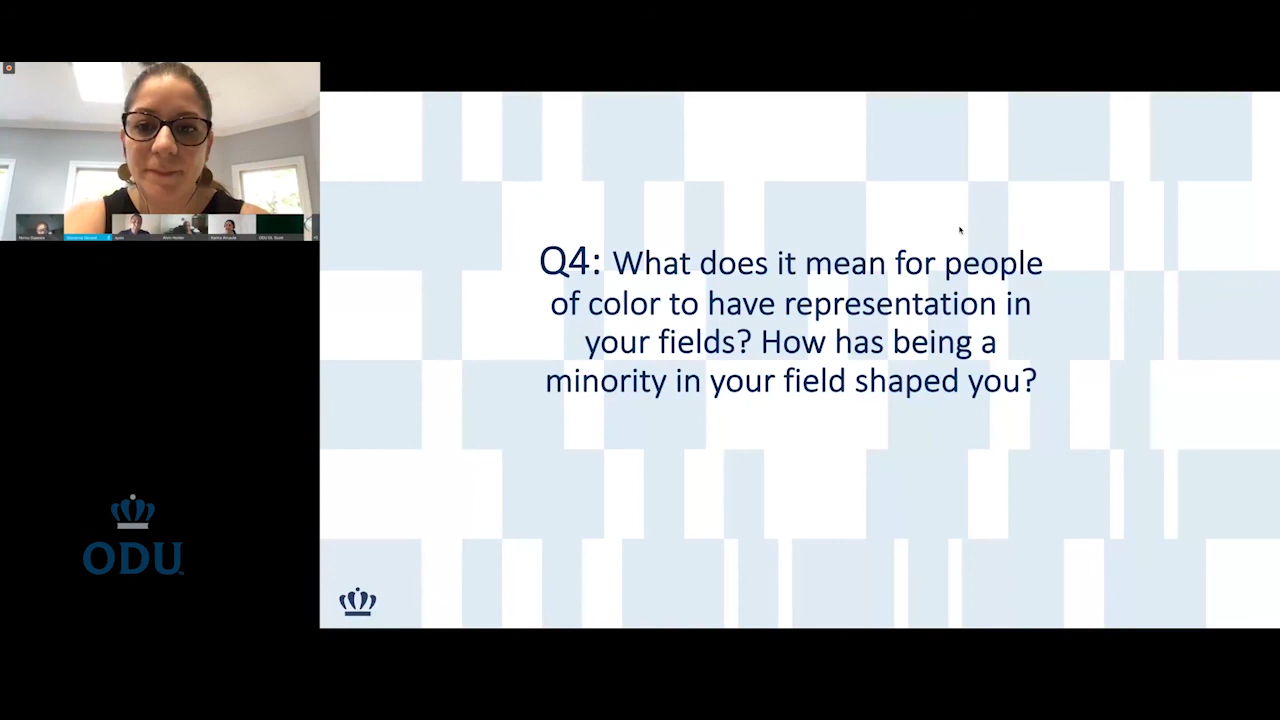 Q4: What does it mean for people
of color to have representation in
your fields? How has being a
minority in your field shaped you?
ODU